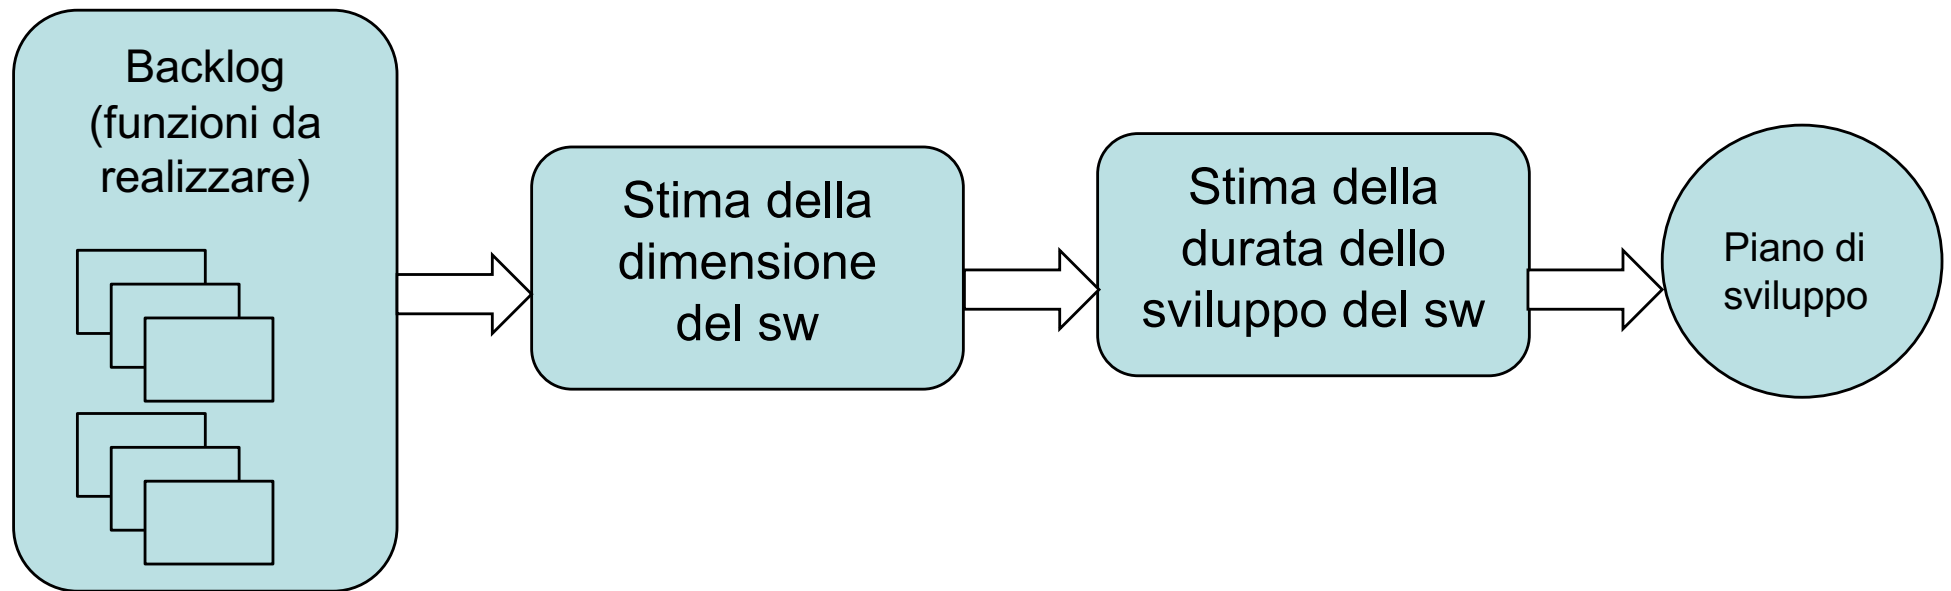 Backlog
(funzioni da
realizzare)
Stima della
dimensione
del sw
Stima della
durata dello
sviluppo del sw
Piano di
sviluppo